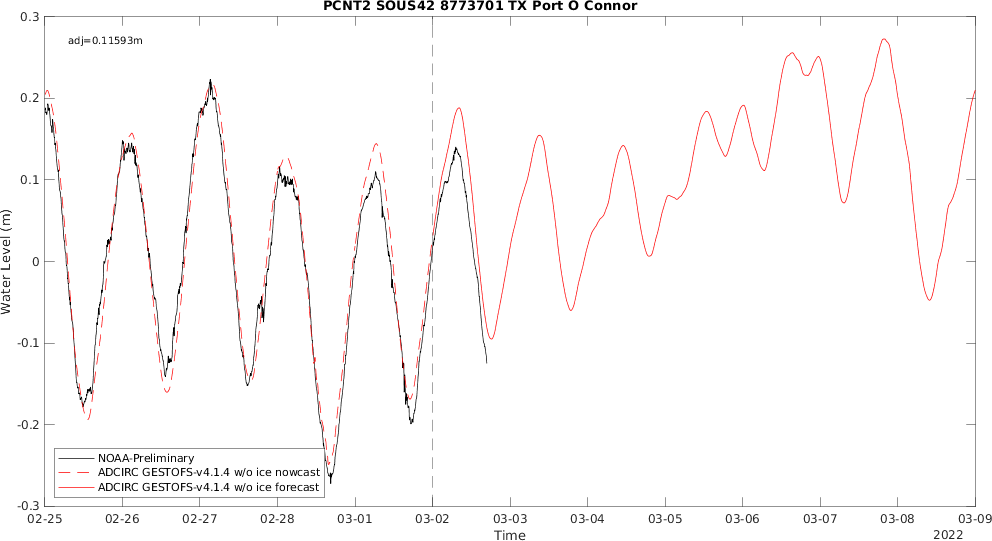 PCNT2 SOUS42 8773701 TX Port O Connor
adj=0.11593m
0.3
0.2
0.1
0
-0.1
-0.2
-0.3
Water Level (m)
NOAA-Preliminary
ADCIRC GESTOFS-v4.1.4 w/o ice nowcast
ADCIRC GESTOFS-v4.1.4 w/o ice forecast
02-25 02-26 02-27 02-28 03-01 03-02 03-03 03-04 03-05 03-06 03-07 03-08 03-09
Time
2022